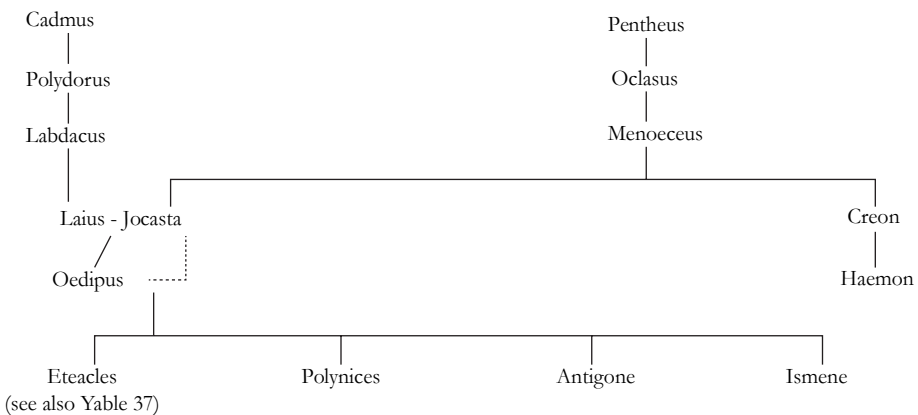 Cadmus
Pentheus
Polydorus
Oclasus
Labdacus
Menoeceus
Laius - Jocasta
Creon
Oedipus
Haemon
Eteacles
Polynices
Antigone
Ismene
(see also Yable 37)